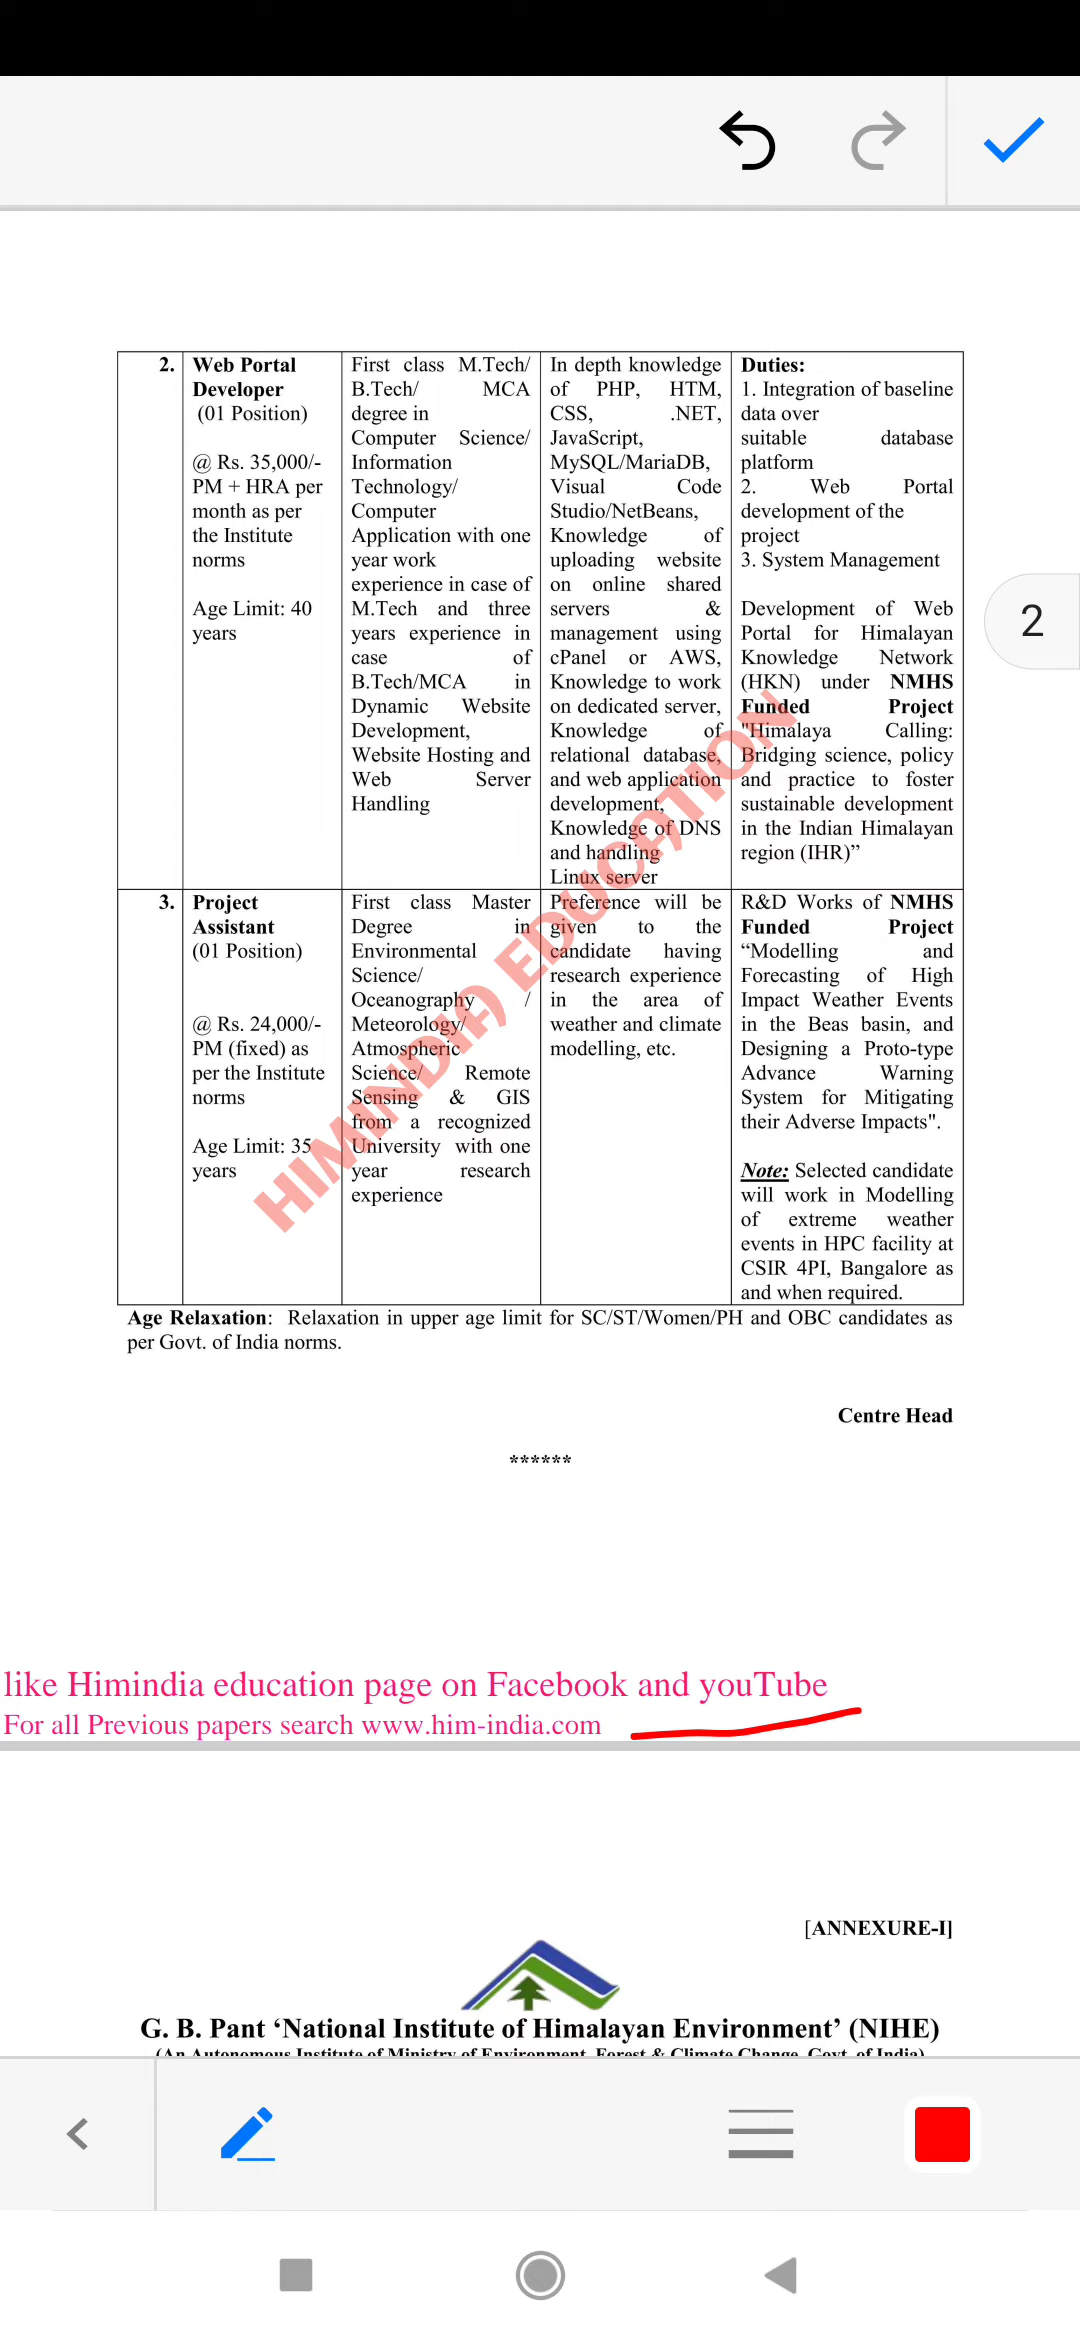 2.
Web Portal
Developer
(01 Position)
@ Rs. 35,000/-
PM + HRA per
month as per
the Institute
norms
Age Limit: 40
years
First class M.Tech/
B.Tech/ MCA
degree in
Computer Science/
Information
Technology/
Computer
Application with one
year work
experience in case of
M.Tech and three
years experience in
case of
B.Tech/MCA in
Dynamic Website
Development,
Website Hosting and
Web Server
Handling
In depth knowledge
of PHP, HTM,
CSS, .NET,
JavaScript,
MySQL/MariaDB,
Visual Code
Studio/NetBeans,
Knowledge of
uploading website
on online shared
servers &
management using
cPanel or AWS,
Knowledge to work
on dedicated server,
Knowledge of
relational database,
and web application
development,
Knowledge of DNS
and handling
Linux server
Duties:
1. Integration of baseline
data over
suitable database
platform
2. Web Portal
development of the
project
3. System Management
Development of Web
Portal for Himalayan
Knowledge Network
(HKN) under NMHS
Funded Project
"Himalaya Calling:
Bridging science, policy
and practice to foster
sustainable development
in the Indian Himalayan
region (IHR)”
3.
Project
Assistant
(01 Position)
@ Rs. 24,000/-
PM (fixed) as
per the Institute
norms
Age Limit: 35
years
First class Master
Degree in
Environmental
Science/
Oceanography /
Meteorology/
Atmospheric
Science/ Remote
Sensing & GIS
from a recognized
University with one
year research
experience
Preference will be
given to the
candidate having
research experience
in the area of
weather and climate
modelling, etc.
R&D Works of NMHS
Funded Project
“Modelling and
Forecasting of High
Impact Weather Events
in the Beas basin, and
Designing a Proto-type
Advance Warning
System for Mitigating
their Adverse Impacts".
Note: Selected candidate
will work in Modelling
of extreme weather
events in HPC facility at
CSIR 4PI, Bangalore as
and when required.
HIMINDIA EDUCATION
2
Age Relaxation: Relaxation in upper age limit for SC/ST/Women/PH and OBC candidates as
per Govt. of India norms.
Centre Head
******
like Himindia education page on Facebook and youTube
For all Previous papers search www.him-india.com
[ANNEXURE-I]
G. B. Pant ‘National Institute of Himalayan Environment’ (NIHE)
(An Autonomous Institute of Ministry of Environment, Forest & Climate Change, Govt. of India)